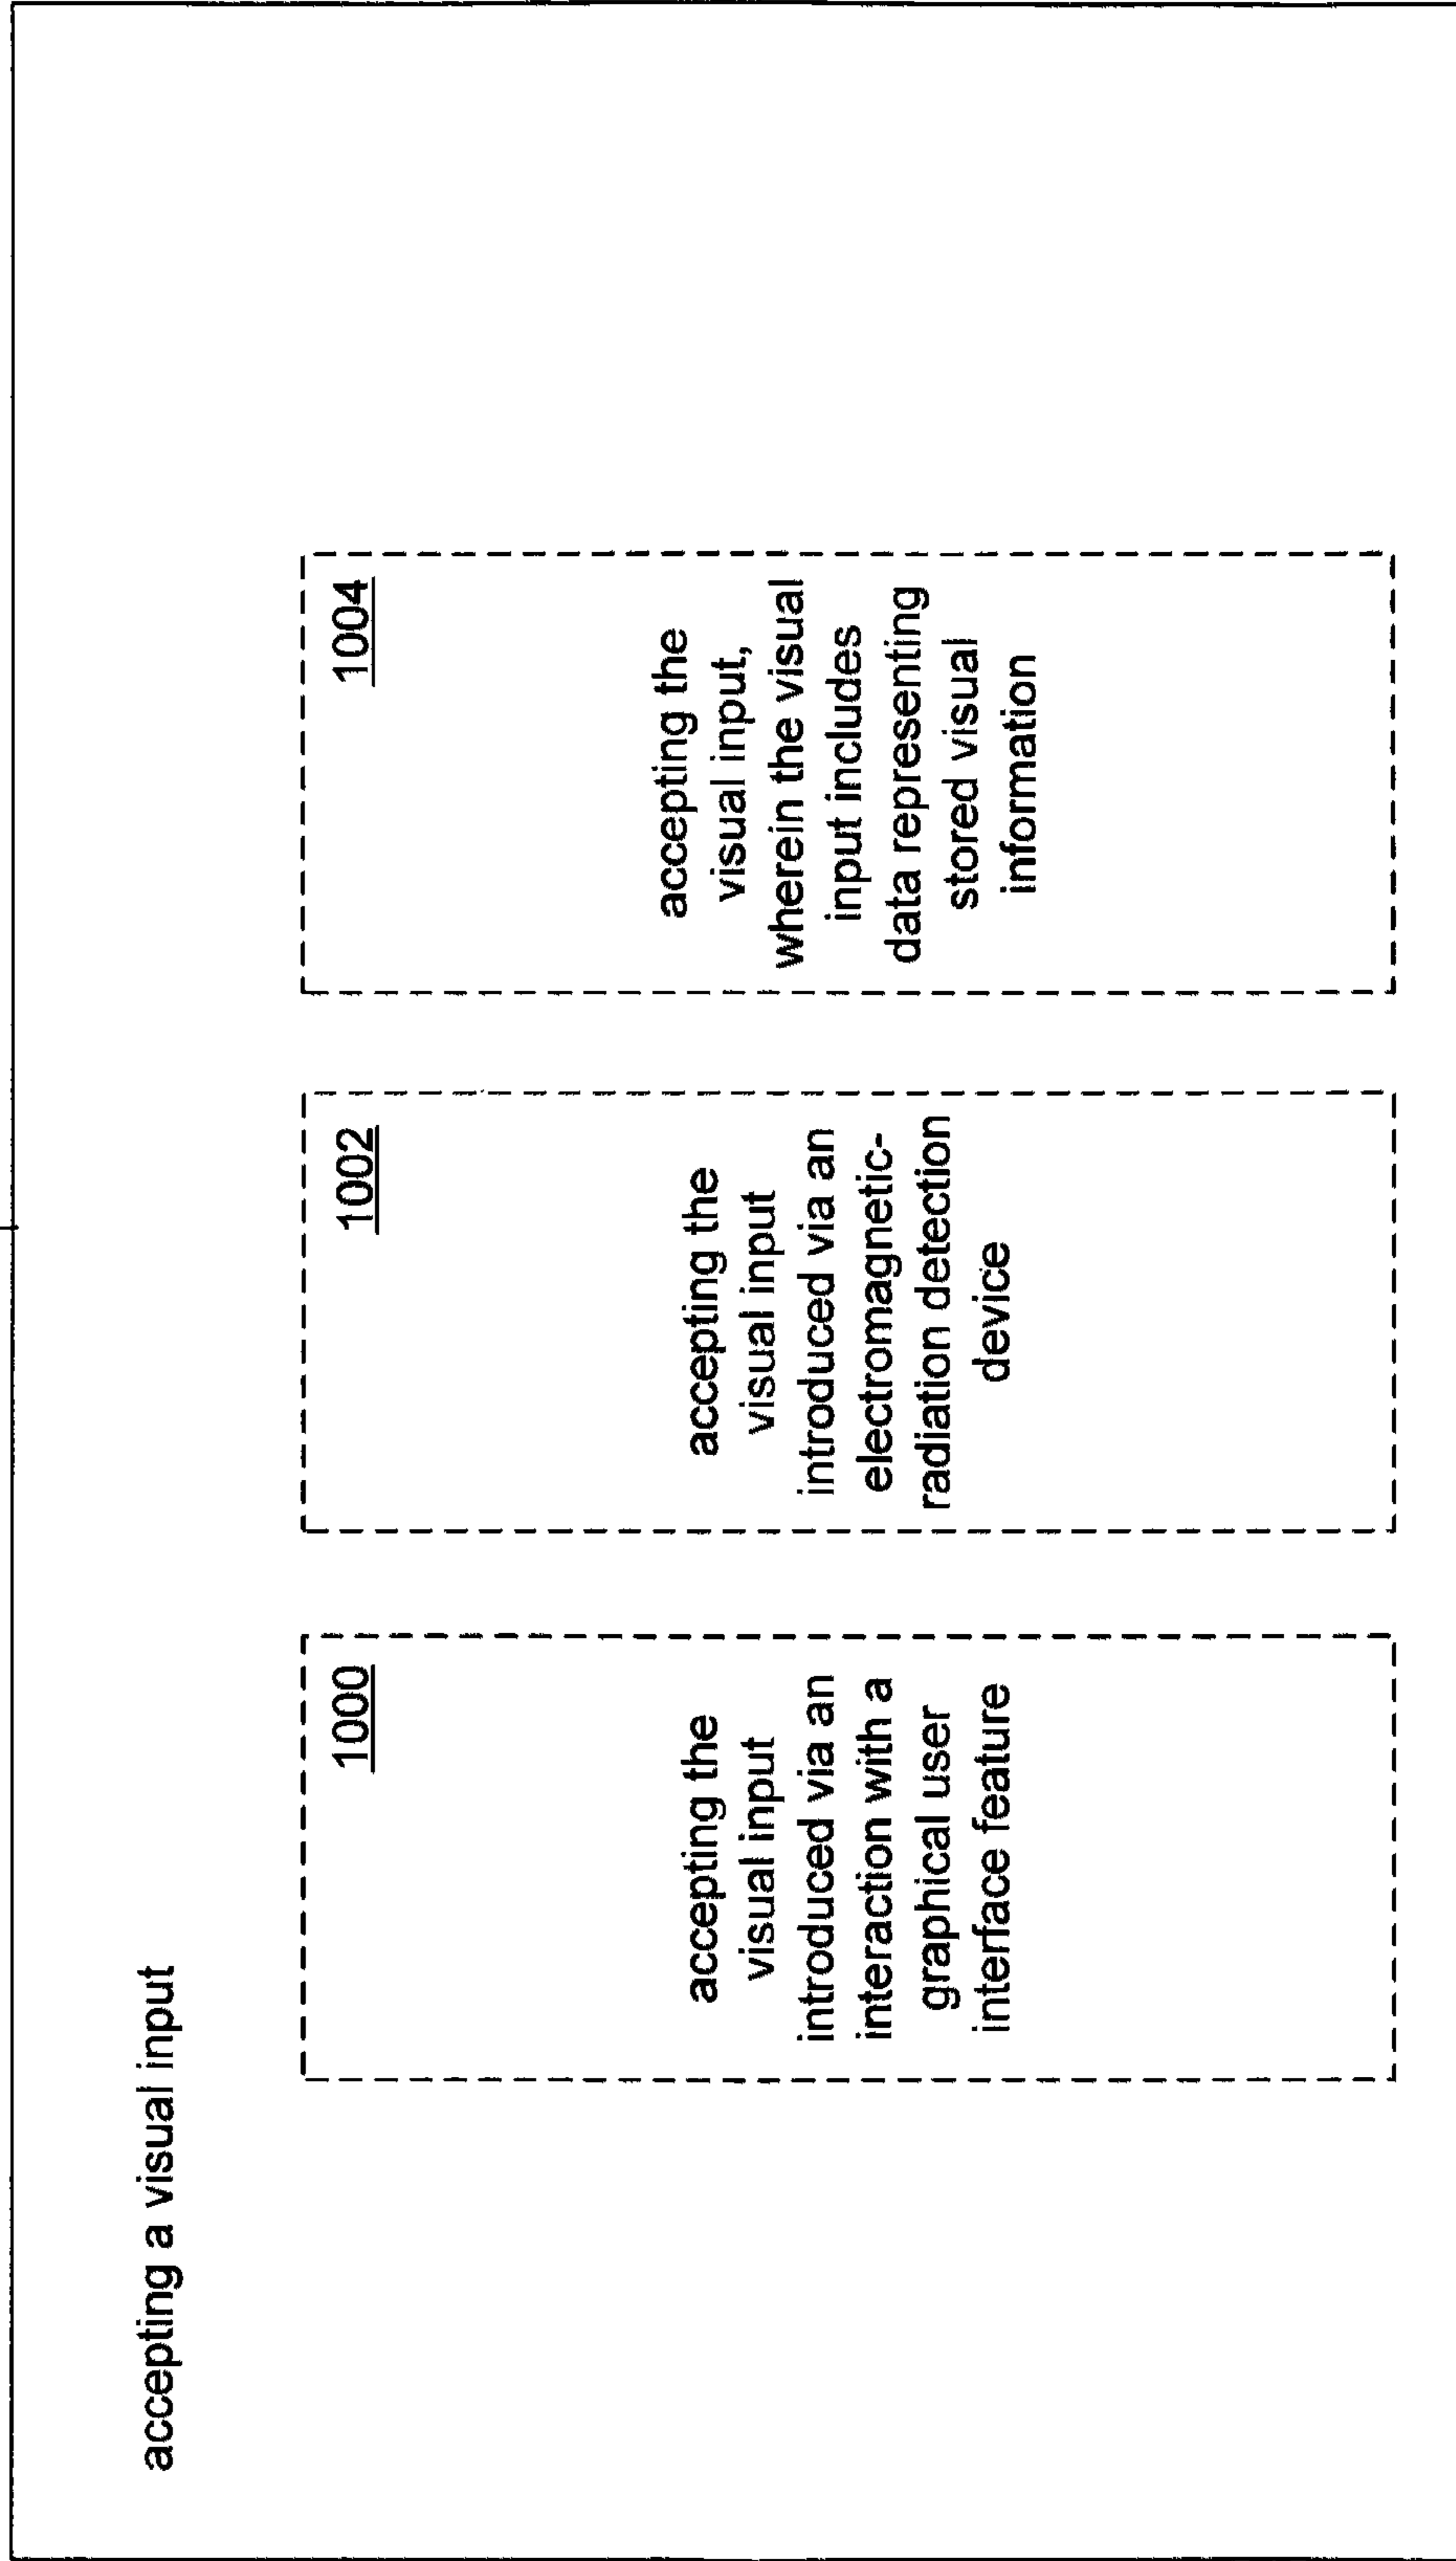 accepting a visual input
1000
accepting the
visual input
introduced via an
interaction with a
graphical user
interface feature
1002
accepting the
visual input
introduced via an
electromagnetic-
radiation detection
device
1004
accepting the
visual input,
wherein the visual
input includes
data representing
stored visual
information